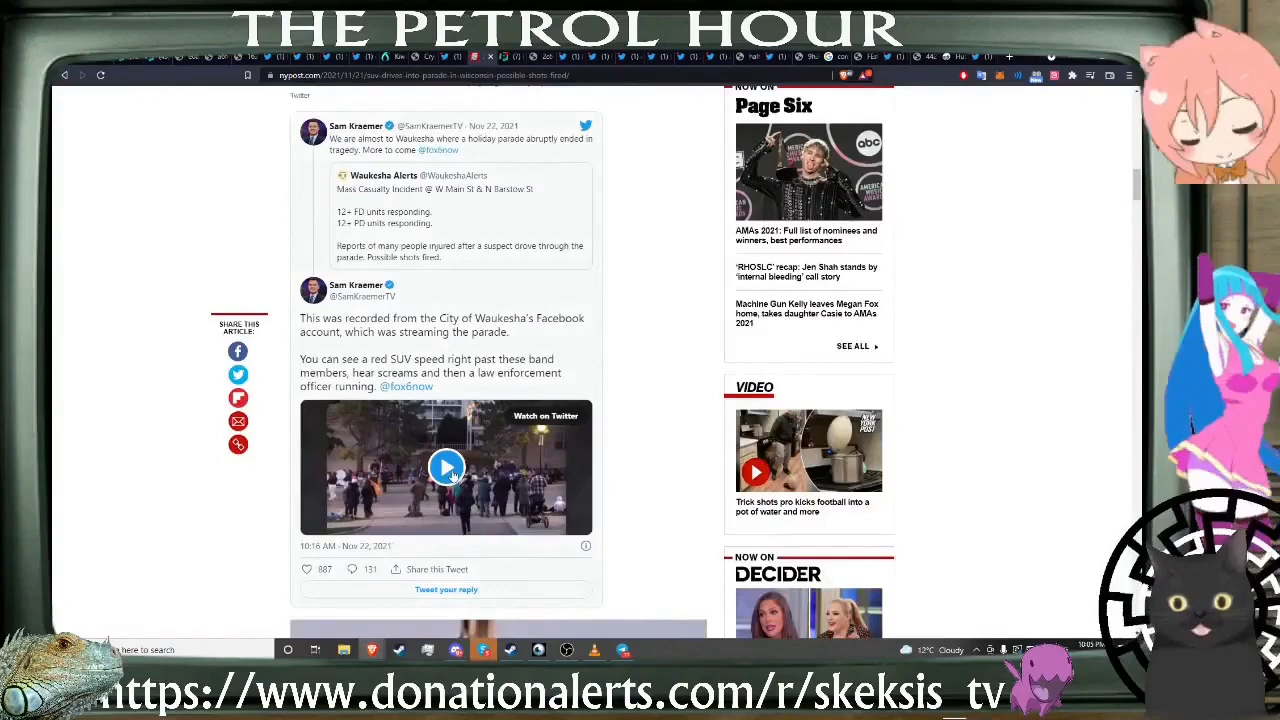 THE PETROL HOUR
nypost.com/2021/11/21/suv-drives-into-parade-in-wisconsin-possible-shots-fired/
Twitter
Sam Kraemer @SamKraemerTV · Nov 22, 2021
We are almost to Waukesha where a holiday parade abruptly ended in
tragedy. More to come @fox6now
Waukesha Alerts @WaukeshaAlerts
Mass Casualty Incident @ W Main St & N Barstow St
12+ FD units responding.
12+ PD units responding.
Reports of many people injured after a suspect drove through the
parade. Possible shots fired.
Sam Kraemer
@SamKraemerTV
This was recorded from the City of Waukesha's Facebook
account, which was streaming the parade.
You can see a red SUV speed right past these band
members, hear screams and then a law enforcement
officer running. @fox6now
Watch on Twitter
10:16 AM · Nov 22, 2021
887
131
Share this Tweet
Tweet your reply
SHARE THIS
ARTICLE:
NOW ON
Page Six
abc
AMAs 2021: Full list of nominees and
winners, best performances
'RHOSLC' recap: Jen Shah stands by
'internal bleeding' call story
Machine Gun Kelly leaves Megan Fox
home, takes daughter Casie to AMAs
2021
SEE ALL
VIDEO
NEW YORK POST
Trick shots pro kicks football into a
pot of water and more
NOW ON
DECIDER
here to search
12°C Cloudy
10:05 PM
https://www.donationalerts.com/r/skeksis_tv